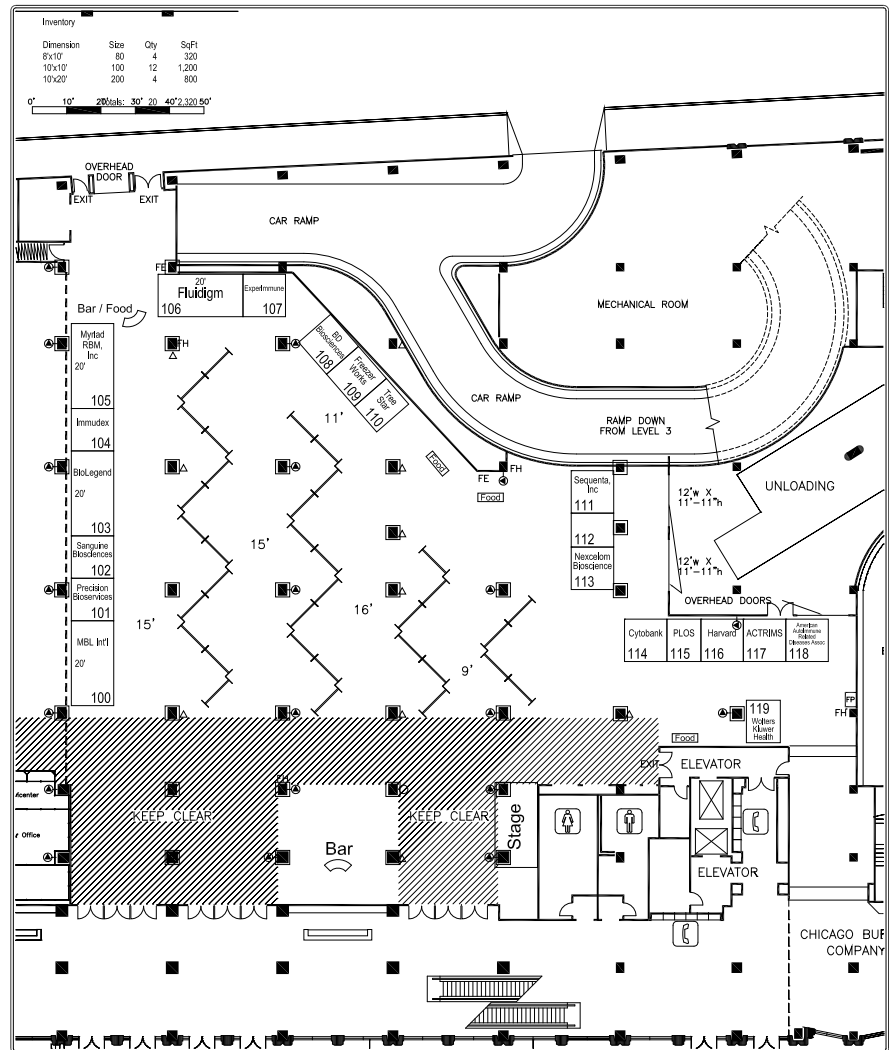 Inventory
Dimension Size Qty SqFt
8'x10' 80 4 320
10'x10' 100 12 1,200
10'x20' 200 4 800
Totals: 20 2,320
0' 10' 20' 30' 40' 50'
OVERHEAD
DOOR
EXIT
EXIT
CAR RAMP
FE
20'
Fluidigm
106
ExperImmune
107
MECHANICAL ROOM
Bar / Food
Myriad
RBM,
Inc
20'
105
FH
BD
Biosciences
108
Freezer
Works
109
Tree
Star
110
CAR RAMP
RAMP DOWN
FROM LEVEL 3
11'
Immudex
104
BioLegend
20'
103
Food
FE
FH
Food
Sequenta,
Inc
111
112
Nexcelom
Bioscience
113
12'w X
11'-11"h
UNLOADING
15'
Sanguine
Biosciences
102
Precision
Bioservices
101
12'w X
11'-11"h
OVERHEAD DOORS
16'
15'
MBL Int'l
20'
100
Cytobank
114
PLOS
115
Harvard
116
ACTRIMS
117
American
Autoimmune
Related
Diseases Assoc
118
9'
119
Wolters
Kluwer
Health
FP
FH
Food
EXIT
ELEVATOR
FH
KEEP CLEAR
KEEP CLEAR
Stage
Bar
Office
ELEVATOR
CHICAGO BU
COMPANY